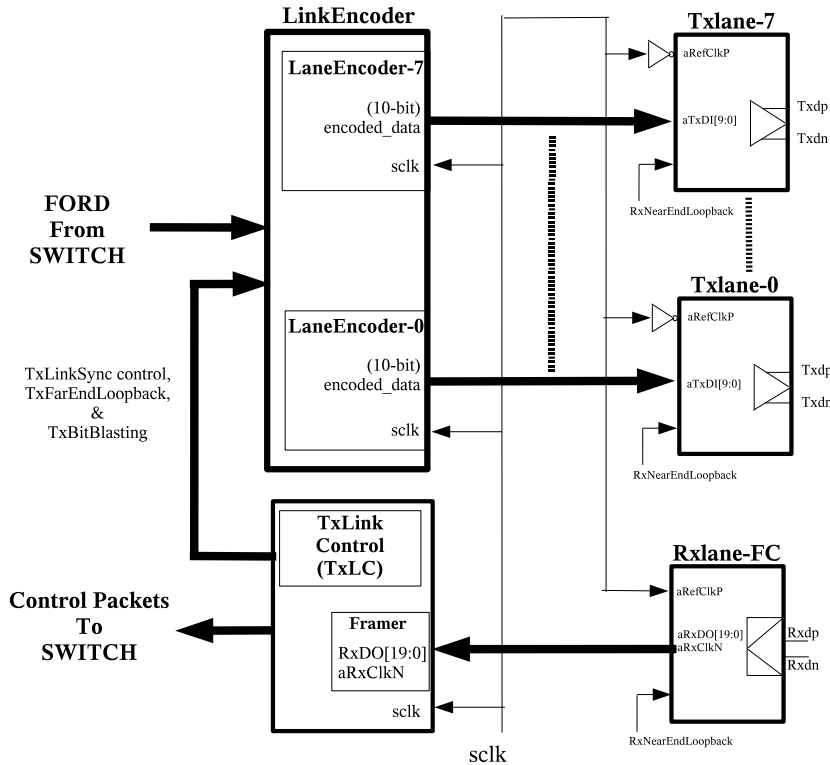 LinkEncoder
Txlane-7
LaneEncoder-7
(10-bit)
encoded_data
sclk
aRefClkP
aTxDI[9:0]
Txdp
Txdn
RxNearEndLoopback
FORD
From
SWITCH
Txlane-0
LaneEncoder-0
(10-bit)
encoded_data
sclk
aRefClkP
aTxDI[9:0]
Txdp
Txdn
RxNearEndLoopback
TxLinkSync control,
TxFarEndLoopback,
&
TxBitBlasting
TxLink
Control
(TxLC)
Framer
RxDO[19:0]
aRxClkN
sclk
Control Packets
To
SWITCH
Rxlane-FC
aRefClkP
aRxDO[19:0]
aRxClkN
Rxdp
Rxdn
RxNearEndLoopback
sclk